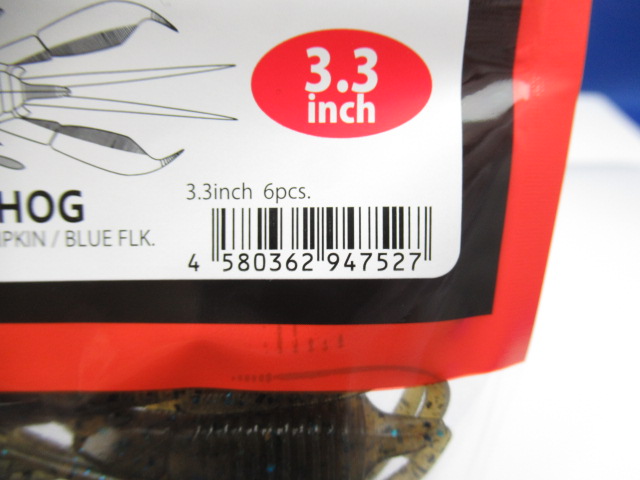 3.3
inch
3.3inch 6pcs.
HOG
PKIN / BLUE FLK.
4 580362 947527